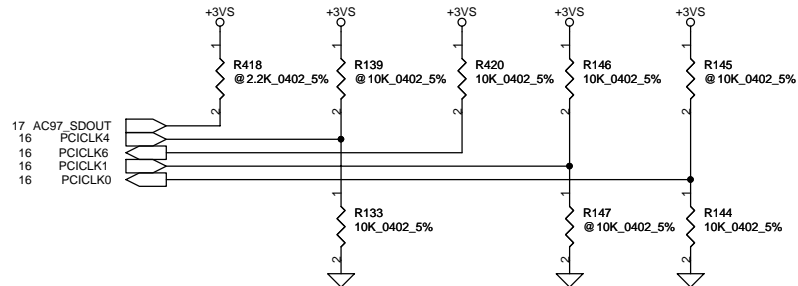 +3VS +3VS +3VS +3VS +3VS
1 1 1 1 1
R418 R139 R420 R146 R145
@2.2K_0402_5% @10K_0402_5% 10K_0402_5% 10K_0402_5% @10K_0402_5%
2 2 2 2 2
17 AC97_SDOUT
16 PCICLK4
16 PCICLK6
16 PCICLK1
16 PCICLK0
1 1 1
R133 R147 R144
10K_0402_5% @10K_0402_5% 10K_0402_5%
2 2 2